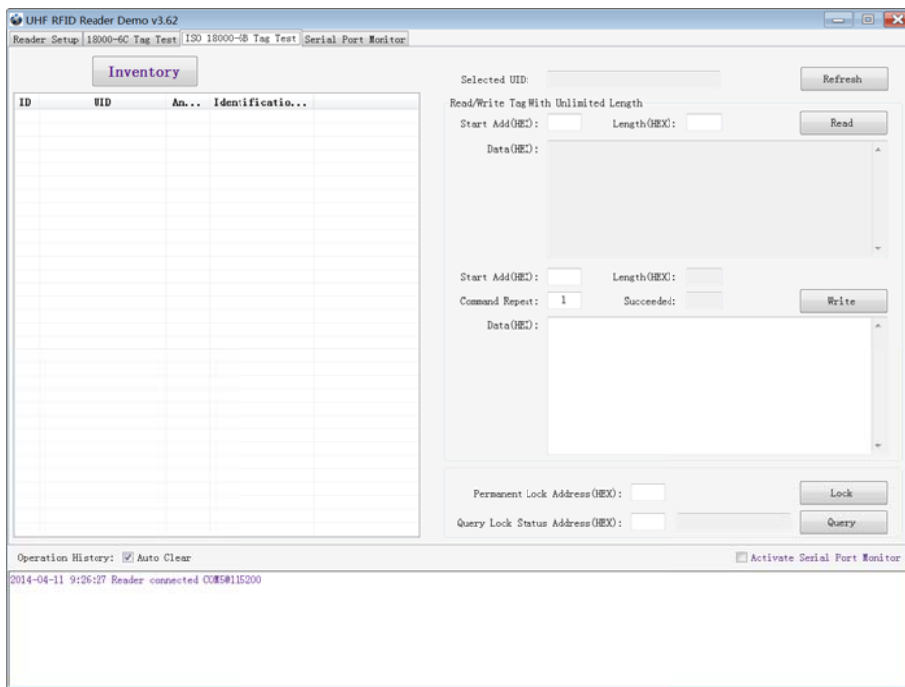 UHF RFID Reader Demo v3.62
Reader Setup 18000-6C Tag Test ISO 18000-6B Tag Test Serial Port Monitor
Inventory
Selected UID:
Refresh
ID UID An... Identificatio...
Read/Write Tag With Unlimited Length
Start Add(HEX): Length(HEX): Read
Data(HEX):
Start Add(HEX): Length(HEX):
Command Repeat: 1 Succeeded: Write
Data(HEX):
Permanent Lock Address(HEX): Lock
Query Lock Status Address(HEX): Query
Operation History: Auto Clear Activate Serial Port Monitor
2014-04-11 9:26:27 Reader connected COM5@115200